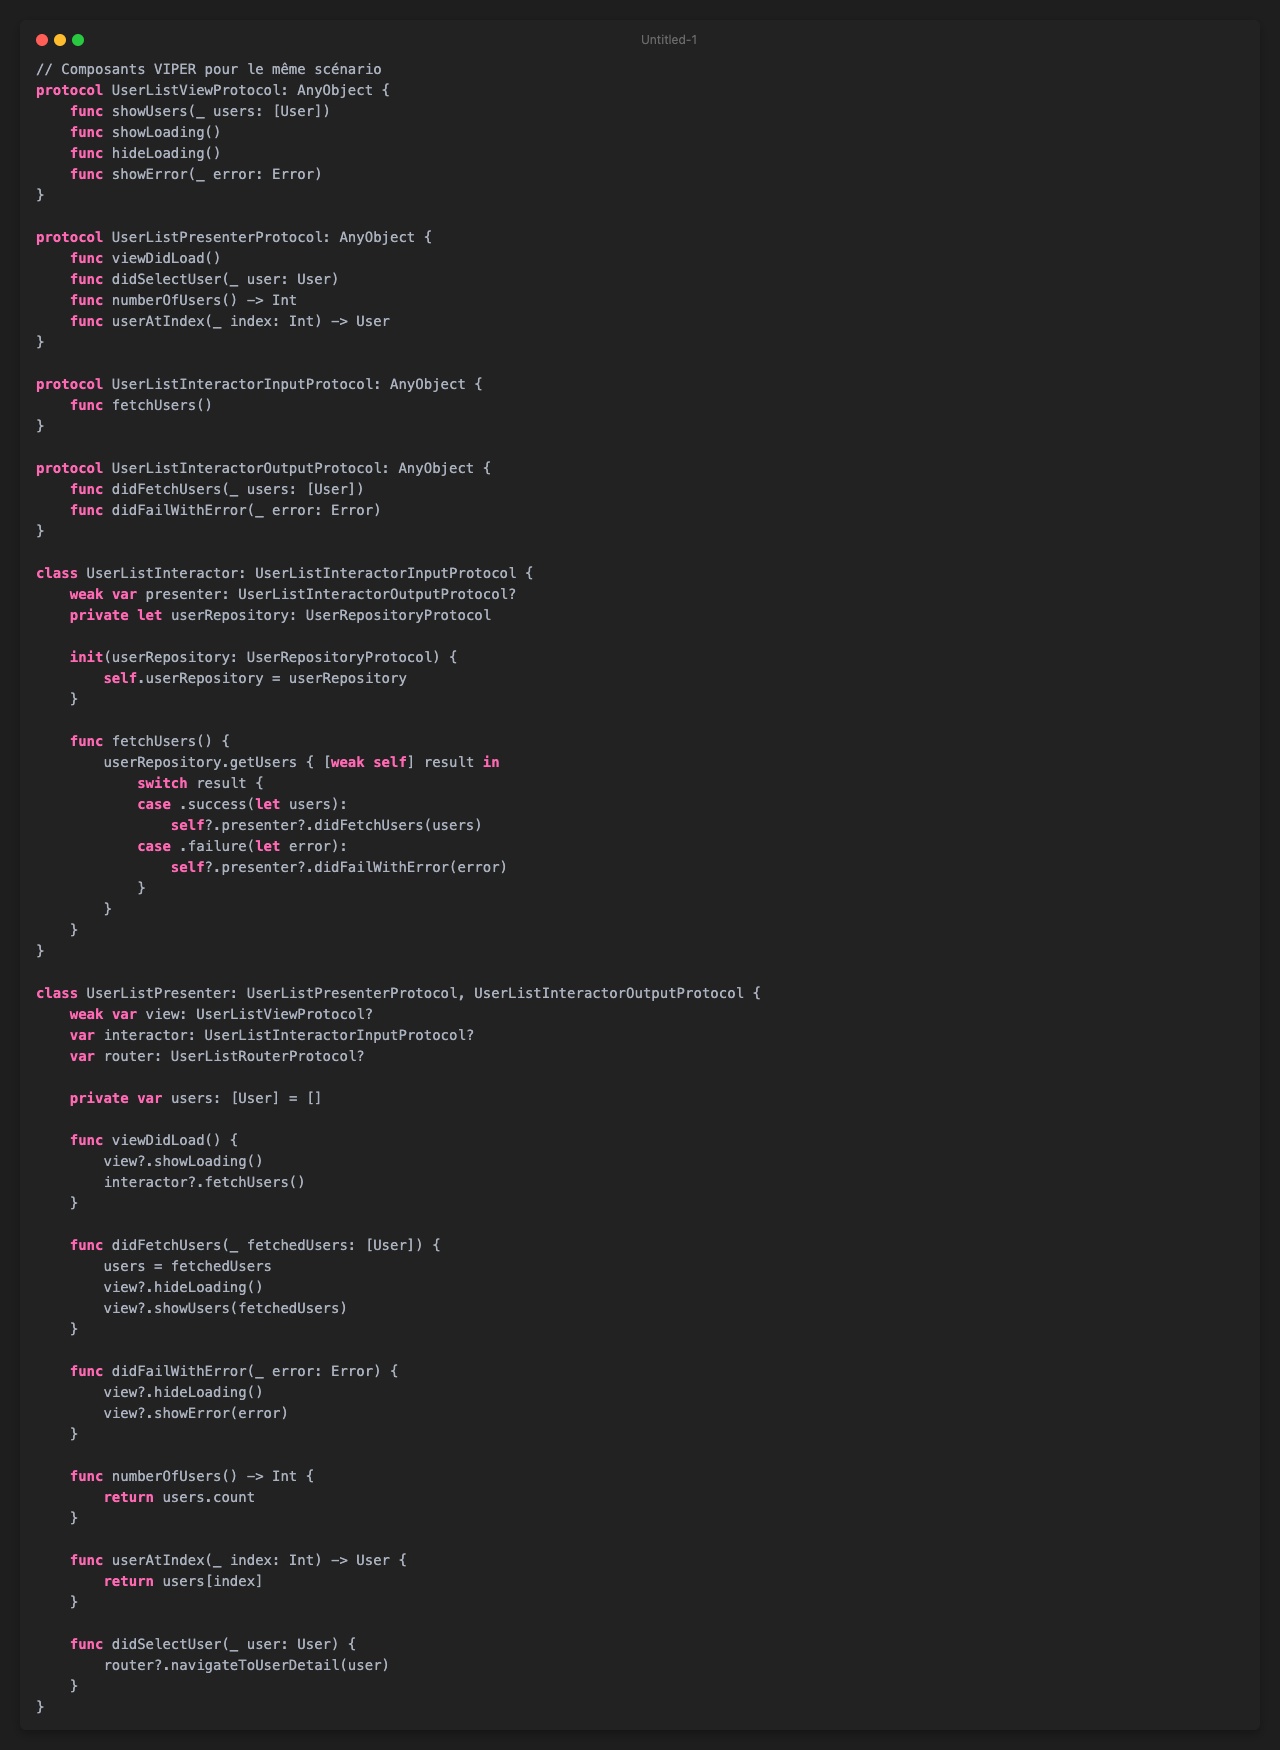 Untitled-1
// Composants VIPER pour le même scénario
protocol UserListViewProtocol: AnyObject {
    func showUsers(_ users: [User])
    func showLoading()
    func hideLoading()
    func showError(_ error: Error)
}

protocol UserListPresenterProtocol: AnyObject {
    func viewDidLoad()
    func didSelectUser(_ user: User)
    func numberOfUsers() -> Int
    func userAtIndex(_ index: Int) -> User
}

protocol UserListInteractorInputProtocol: AnyObject {
    func fetchUsers()
}

protocol UserListInteractorOutputProtocol: AnyObject {
    func didFetchUsers(_ users: [User])
    func didFailWithError(_ error: Error)
}

class UserListInteractor: UserListInteractorInputProtocol {
    weak var presenter: UserListInteractorOutputProtocol?
    private let userRepository: UserRepositoryProtocol

    init(userRepository: UserRepositoryProtocol) {
        self.userRepository = userRepository
    }

    func fetchUsers() {
        userRepository.getUsers { [weak self] result in
            switch result {
            case .success(let users):
                self?.presenter?.didFetchUsers(users)
            case .failure(let error):
                self?.presenter?.didFailWithError(error)
            }
        }
    }
}

class UserListPresenter: UserListPresenterProtocol, UserListInteractorOutputProtocol {
    weak var view: UserListViewProtocol?
    var interactor: UserListInteractorInputProtocol?
    var router: UserListRouterProtocol?

    private var users: [User] = []

    func viewDidLoad() {
        view?.showLoading()
        interactor?.fetchUsers()
    }

    func didFetchUsers(_ fetchedUsers: [User]) {
        users = fetchedUsers
        view?.hideLoading()
        view?.showUsers(fetchedUsers)
    }

    func didFailWithError(_ error: Error) {
        view?.hideLoading()
        view?.showError(error)
    }

    func numberOfUsers() -> Int {
        return users.count
    }

    func userAtIndex(_ index: Int) -> User {
        return users[index]
    }

    func didSelectUser(_ user: User) {
        router?.navigateToUserDetail(user)
    }
}